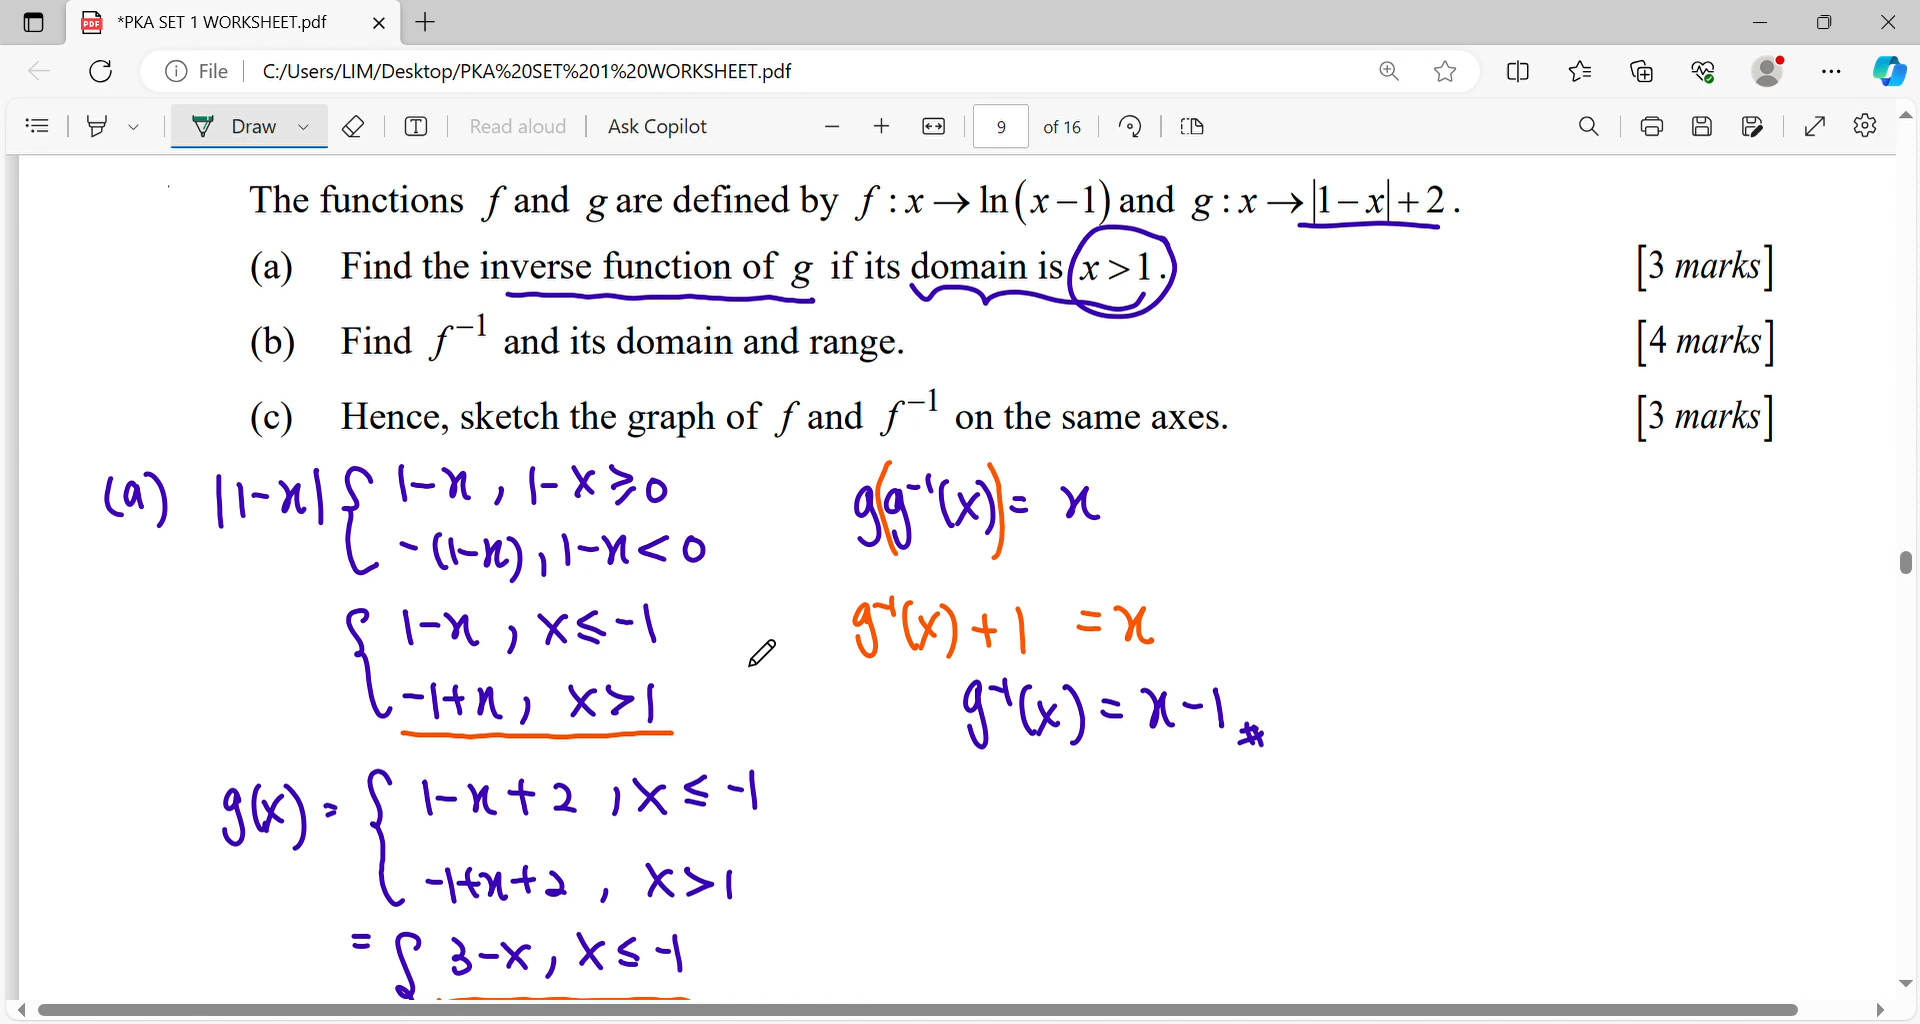 *PKA SET 1 WORKSHEET.pdf
File C:/Users/LIM/Desktop/PKA%20SET%201%20WORKSHEET.pdf
Draw Read aloud Ask Copilot 9 of 16
The functions f and g are defined by f : x → ln(x−1) and g : x → |1−x|+2 .
(a) Find the inverse function of g if its domain is x > 1. [3 marks]
(b) Find f⁻¹ and its domain and range. [4 marks]
(c) Hence, sketch the graph of f and f⁻¹ on the same axes. [3 marks]
(a) |1-x| { 1-x , 1-x ⩾ 0
-(1-x) , 1-x < 0
{ 1-x , x ≤ -1
-1+x , x > 1
g(x) = { 1-x+2 , x ≤ -1
-1+x+2 , x > 1
= { 3-x , x ≤ -1
g(g⁻¹(x)) = x
g⁻¹(x) + 1 = x
g⁻¹(x) = x-1 *